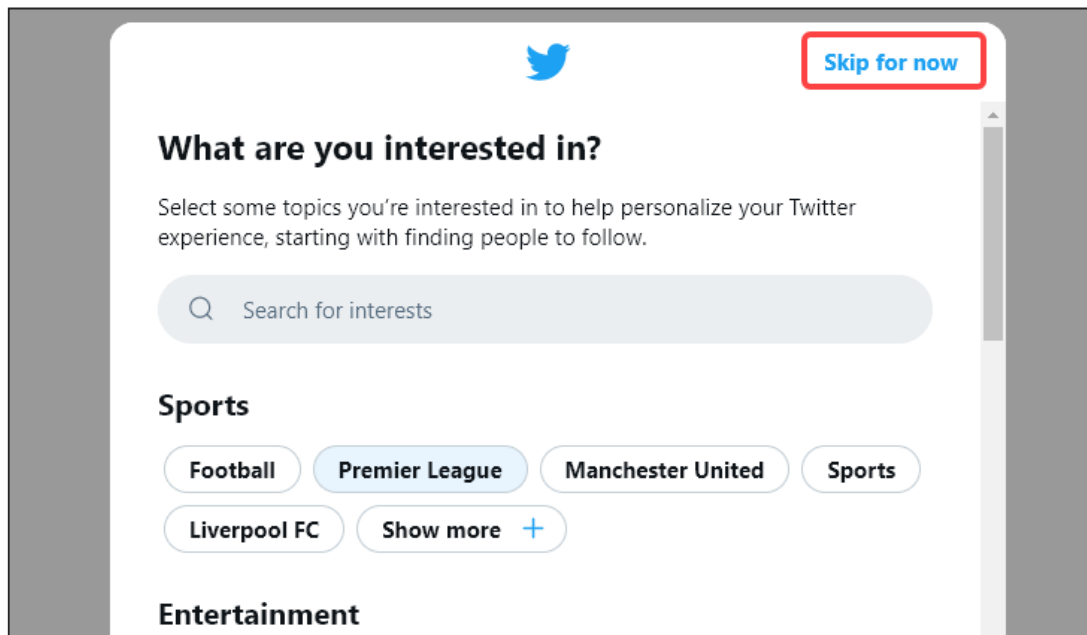 Skip for now
What are you interested in?
Select some topics you’re interested in to help personalize your Twitter
experience, starting with finding people to follow.
Search for interests
Sports
Football Premier League Manchester United Sports
Liverpool FC Show more +
Entertainment